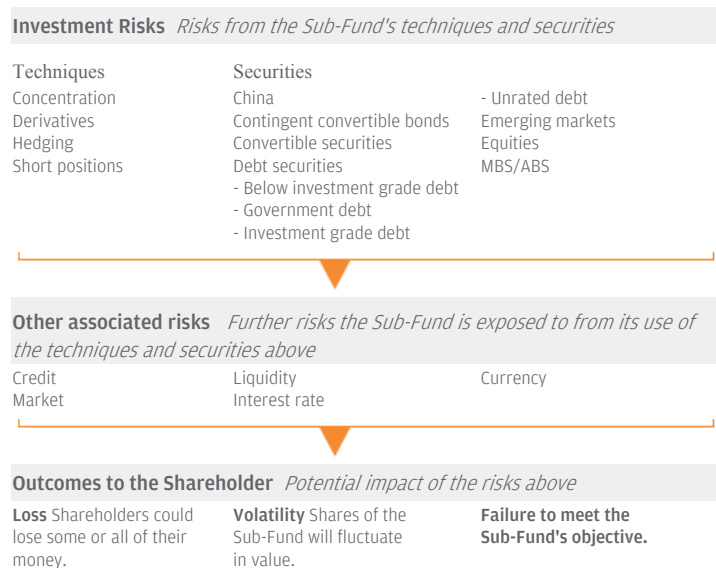 Investment Risks Risks from the Sub-Fund's techniques and securities
Techniques
Concentration
Derivatives
Hedging
Short positions
Securities
China
Contingent convertible bonds
Convertible securities
Debt securities
- Below investment grade debt
- Government debt
- Investment grade debt
- Unrated debt
Emerging markets
Equities
MBS/ABS
Other associated risks Further risks the Sub-Fund is exposed to from its use of
the techniques and securities above
Credit
Market
Liquidity
Interest rate
Currency
Outcomes to the Shareholder Potential impact of the risks above
Loss Shareholders could
lose some or all of their
money.
Volatility Shares of the
Sub-Fund will fluctuate
in value.
Failure to meet the
Sub-Fund's objective.